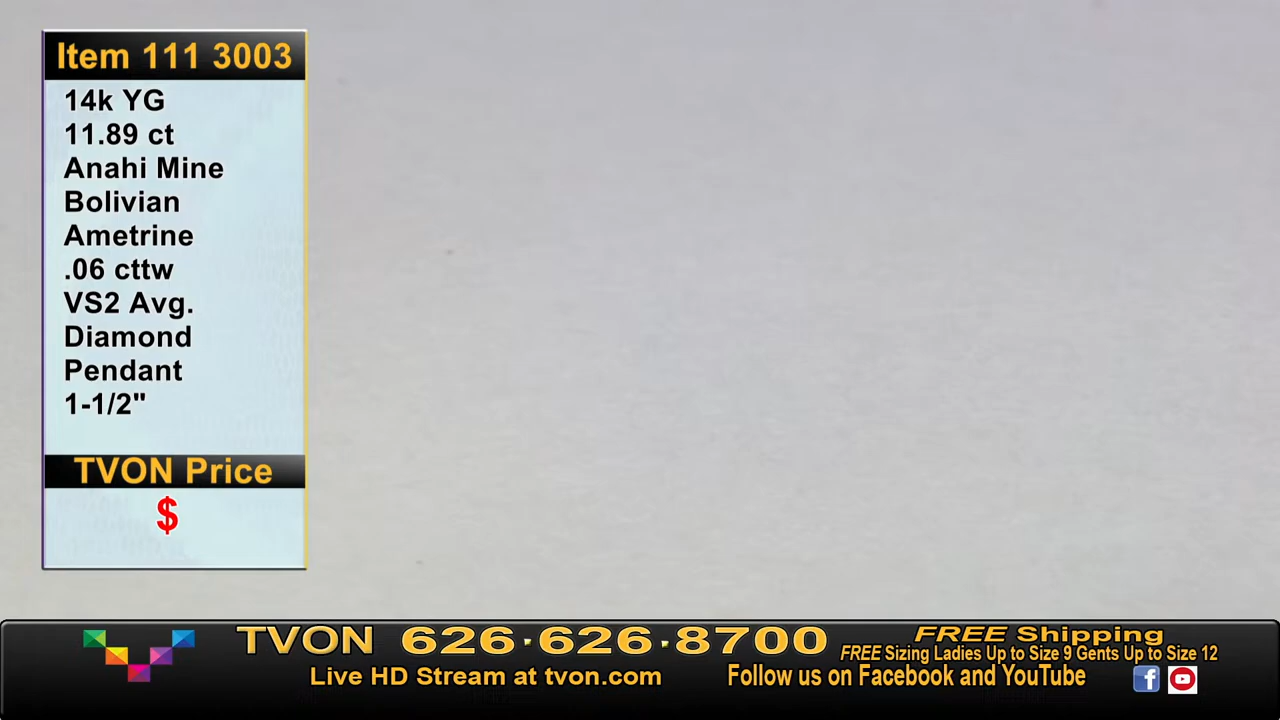 Item 111 3003
14k YG
11.89 ct
Anahi Mine
Bolivian
Ametrine
.06 cttw
VS2 Avg.
Diamond
Pendant
1-1/2"
TVON Price
$
TVON 626·626·8700
FREE Shipping
FREE Sizing Ladies Up to Size 9 Gents Up to Size 12
Live HD Stream at tvon.com
Follow us on Facebook and YouTube